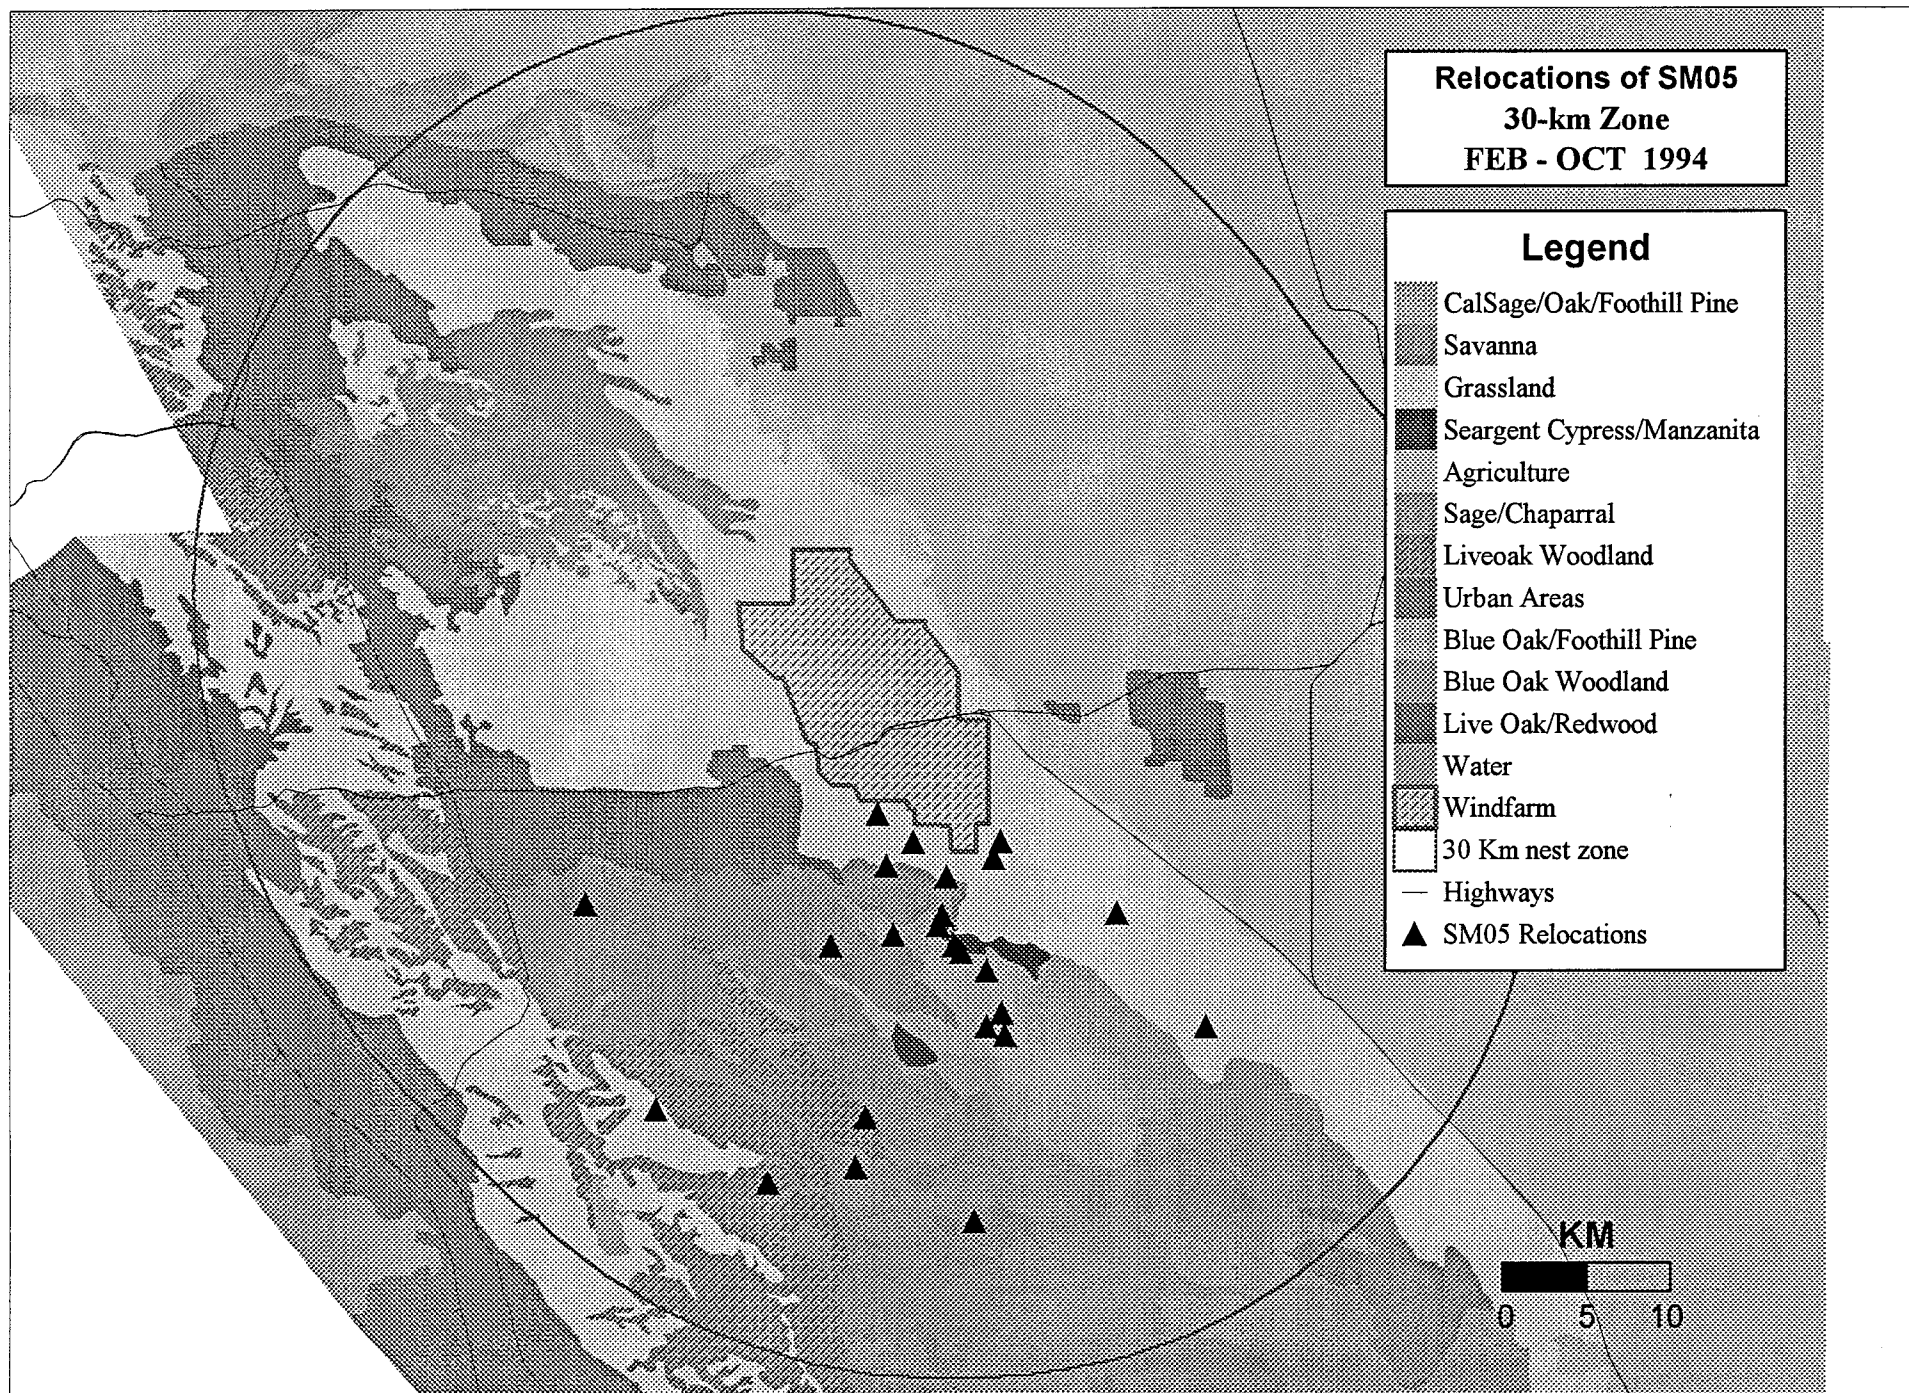 Relocations of SM05
30-km Zone
FEB - OCT 1994
Legend
CalSage/Oak/Foothill Pine
Savanna
Grassland
Seargent Cypress/Manzanita
Agriculture
Sage/Chaparral
Liveoak Woodland
Urban Areas
Blue Oak/Foothill Pine
Blue Oak Woodland
Live Oak/Redwood
Water
Windfarm
30 Km nest zone
Highways
SM05 Relocations
KM
0 5 10